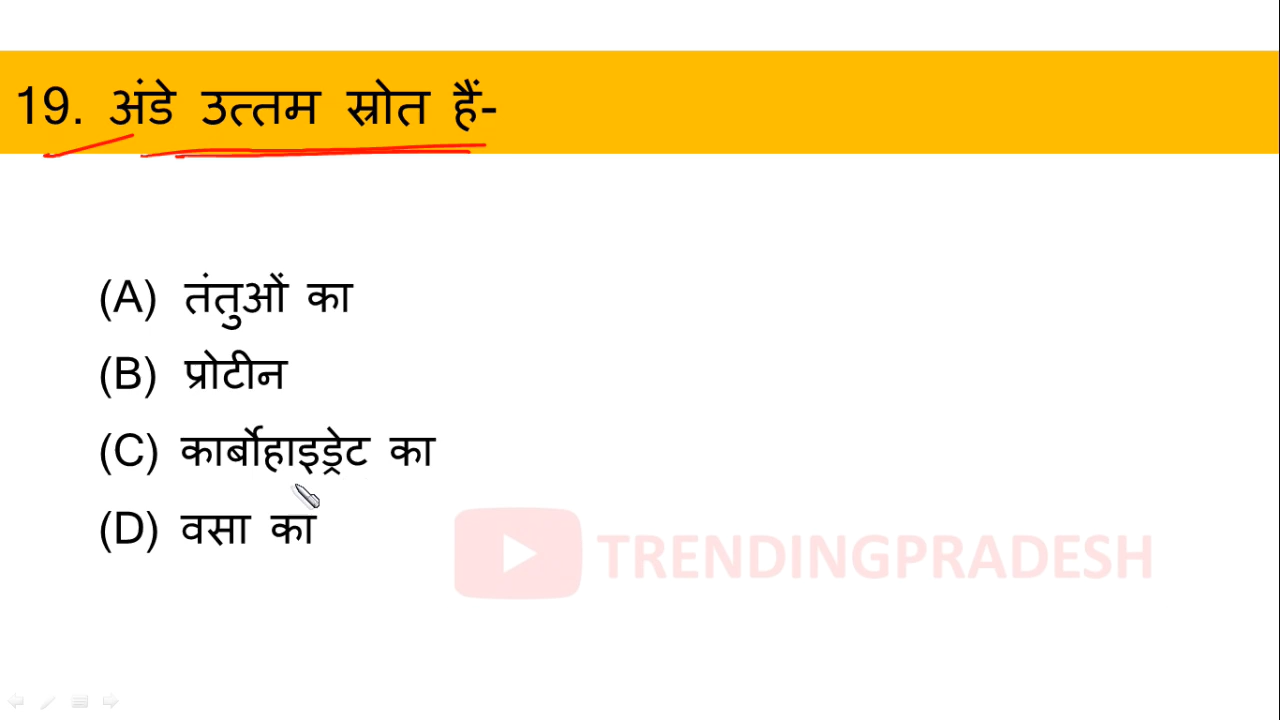 19. अंडे उत्तम स्रोत हैं-
(A) तंतुओं का
(B) प्रोटीन
(C) कार्बोहाइड्रेट का
(D) वसा का
TRENDINGPRADESH